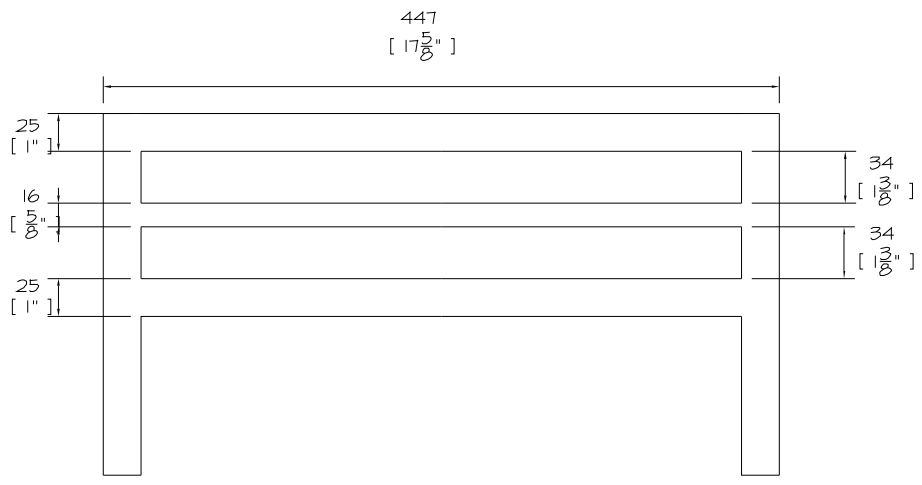 447
[ 17 5/8" ]
25
[ 1" ]
34
[ 1 3/8" ]
16
[ 5/8" ]
34
[ 1 3/8" ]
25
[ 1" ]